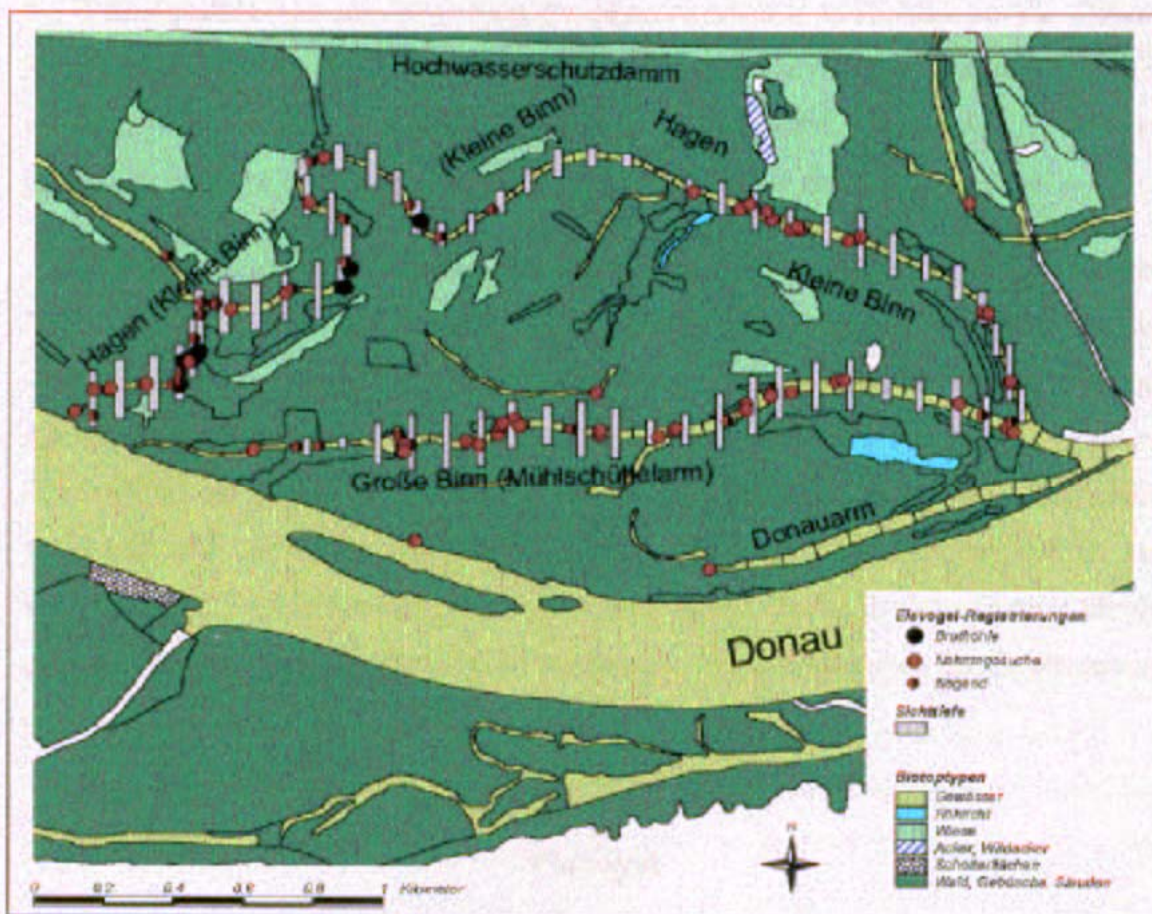 Hochwasserschutzdamm
(Kleine Binn)
Hagen
Hagen (Kleine Binn)
Kleine Binn
Große Binn (Mühlschüttelarm)
Donauarm
Donau
Eisvogel-Registrierungen
Bruthöhle
Nahrungssuche
fliegend
Sichttiefe
Biotoptypen
Gewässer
Röhricht
Wiese
Acker, Wildacker
Schotterflächen
Wald, Gebüsche, Stauden
N
0 0.2 0.4 0.6 0.8 1 Kilometer